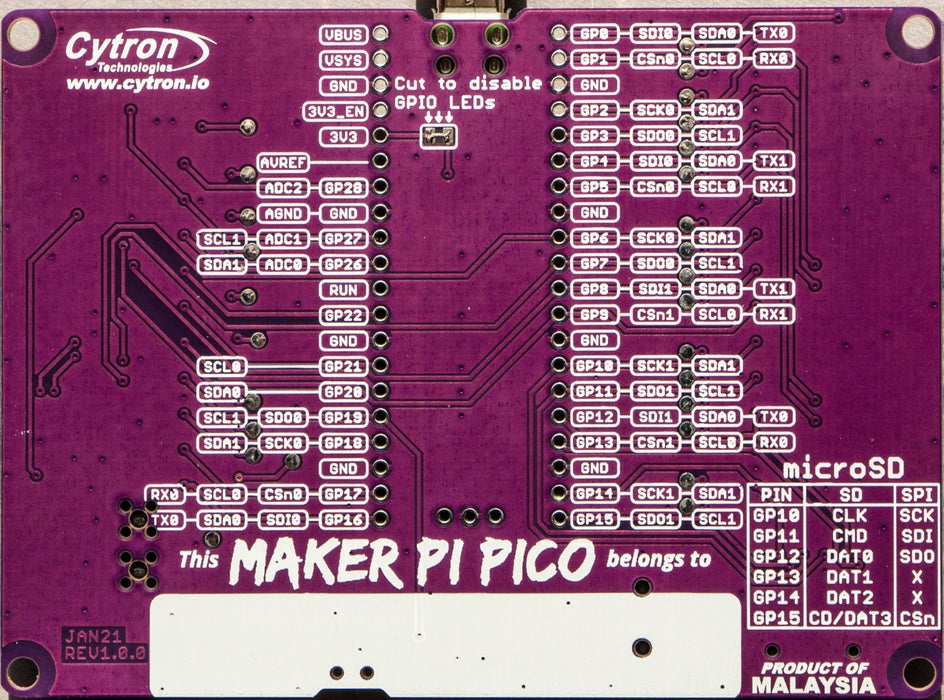 Cytron
Technologies
www.cytron.io
VBUS
VSYS
GND
3V3_EN
3V3
AVREF
ADC2 GP28
AGND GND
SCL1 ADC1 GP27
SDA1 ADC0 GP26
RUN
GP22
GND
SCL0 GP21
SDA0 GP20
SCL1 SDO0 GP19
SDA1 SCK0 GP18
GND
RX0 SCL0 CSn0 GP17
TX0 SDA0 SDI0 GP16
Cut to disable
GPIO LEDs
GP0 SDI0 SDA0 TX0
GP1 CSn0 SCL0 RX0
GND
GP2 SCK0 SDA1
GP3 SDO0 SCL1
GP4 SDI0 SDA0 TX1
GP5 CSn0 SCL0 RX1
GND
GP6 SCK0 SDA1
GP7 SDO0 SCL1
GP8 SDI1 SDA0 TX1
GP9 CSn1 SCL0 RX1
GND
GP10 SCK1 SDA1
GP11 SDO1 SCL1
GP12 SDI1 SDA0 TX0
GP13 CSn1 SCL0 RX0
GND
GP14 SCK1 SDA1
GP15 SDO1 SCL1
microSD
PIN SD SPI
GP10 CLK SCK
GP11 CMD SDI
GP12 DAT0 SDO
GP13 DAT1 X
GP14 DAT2 X
GP15 CD/DAT3 CSn
This MAKER PI PICO belongs to
JAN21
REV1.0.0
PRODUCT OF
MALAYSIA